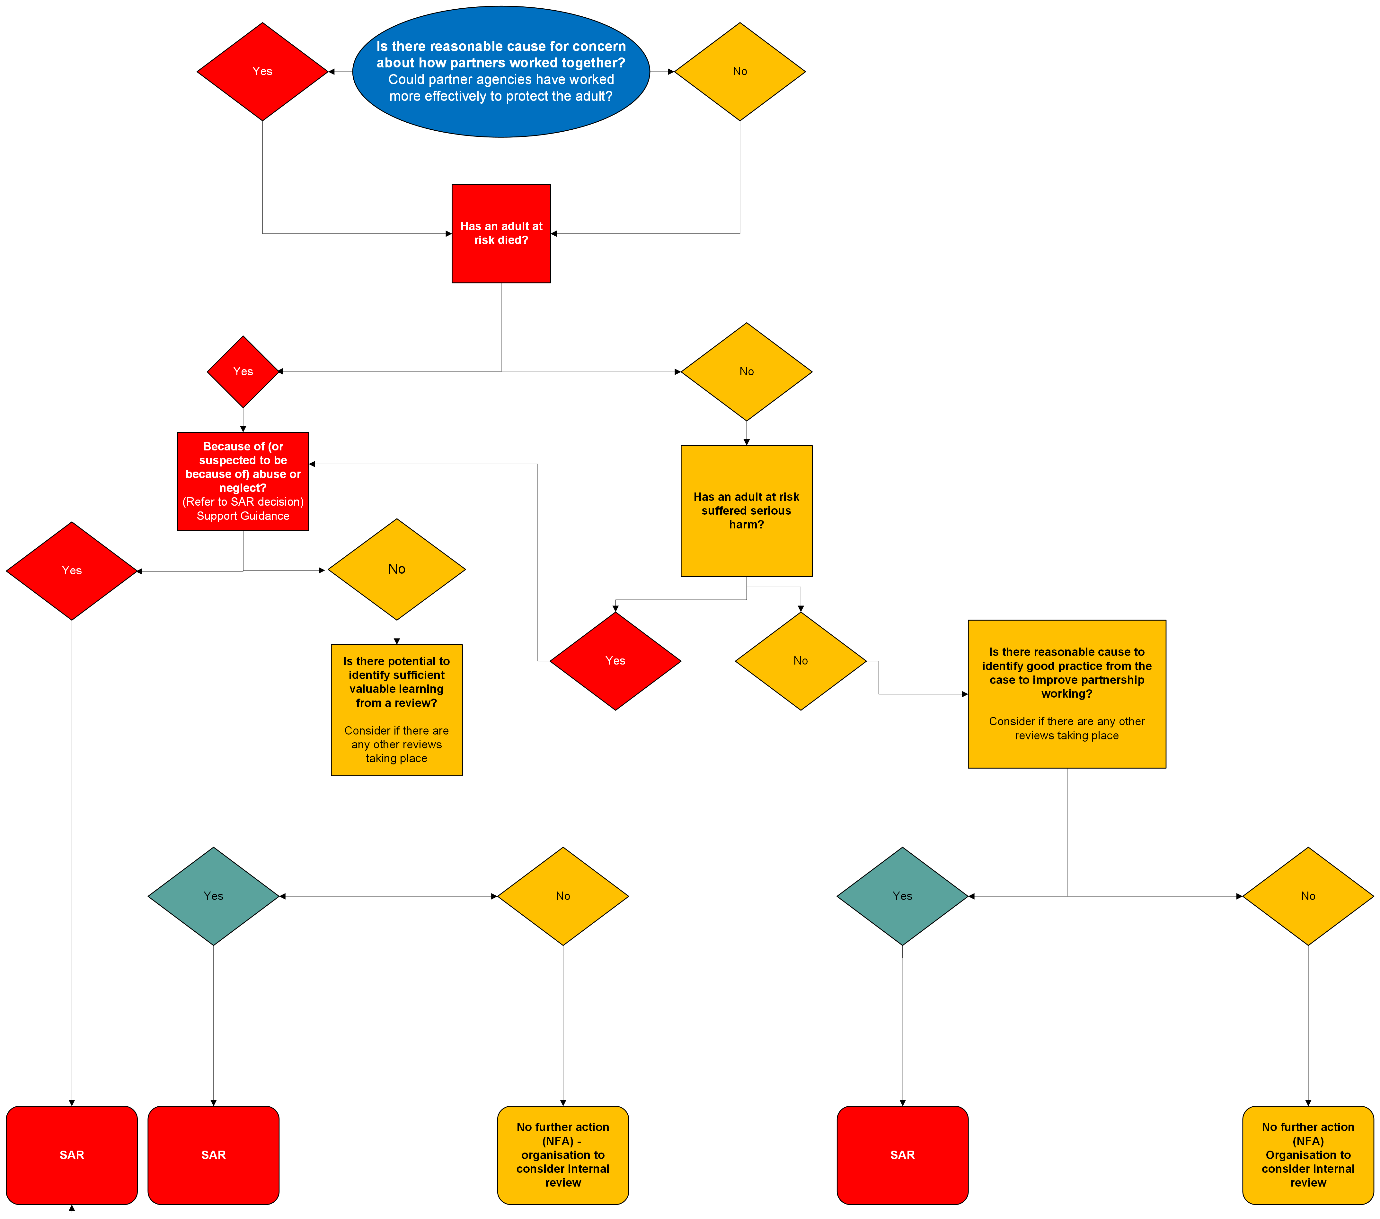 Yes
Is there reasonable cause for concern
about how partners worked together?
Could partner agencies have worked
more effectively to protect the adult?
No
Has an adult at
risk died?
Yes
No
Because of (or
suspected to be
because of) abuse or
neglect?
(Refer to SAR decision)
Support Guidance
Has an adult at risk
suffered serious
harm?
Yes
No
Is there potential to
identify sufficient
valuable learning
from a review?
Consider if there are
any other reviews
taking place
Yes
No
Is there reasonable cause to
identify good practice from the
case to improve partnership
working?
Consider if there are any other
reviews taking place
Yes
No
Yes
No
SAR
SAR
No further action
(NFA) -
organisation to
consider internal
review
SAR
No further action
(NFA)
Organisation to
consider internal
review